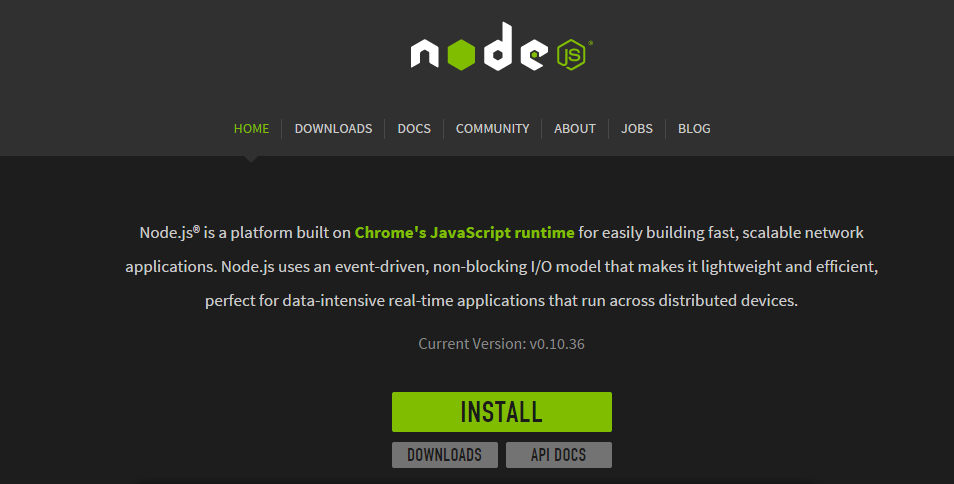 node JS®
HOME DOWNLOADS DOCS COMMUNITY ABOUT JOBS BLOG
Node.js® is a platform built on Chrome's JavaScript runtime for easily building fast, scalable network
applications. Node.js uses an event-driven, non-blocking I/O model that makes it lightweight and efficient,
perfect for data-intensive real-time applications that run across distributed devices.
Current Version: v0.10.36
INSTALL
DOWNLOADS API DOCS